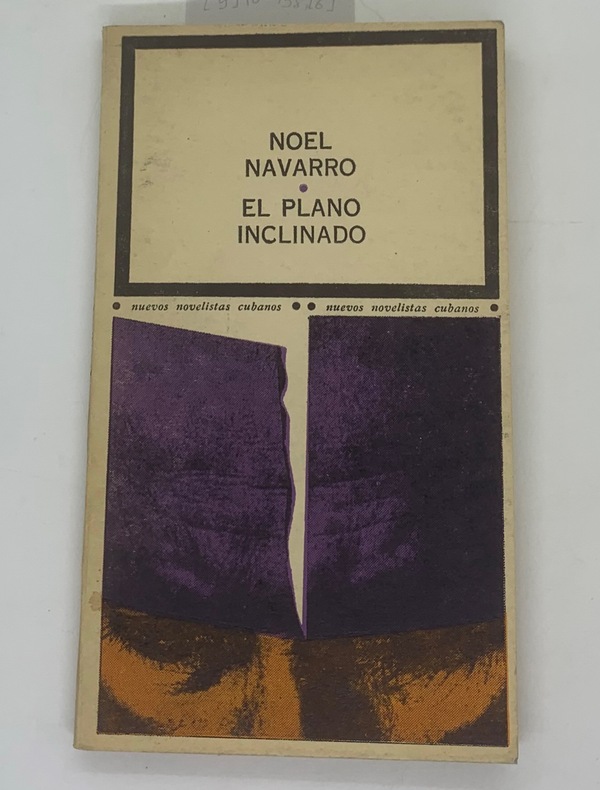 NOEL
NAVARRO
EL PLANO
INCLINADO
nuevos novelistas cubanos nuevos novelistas cubanos